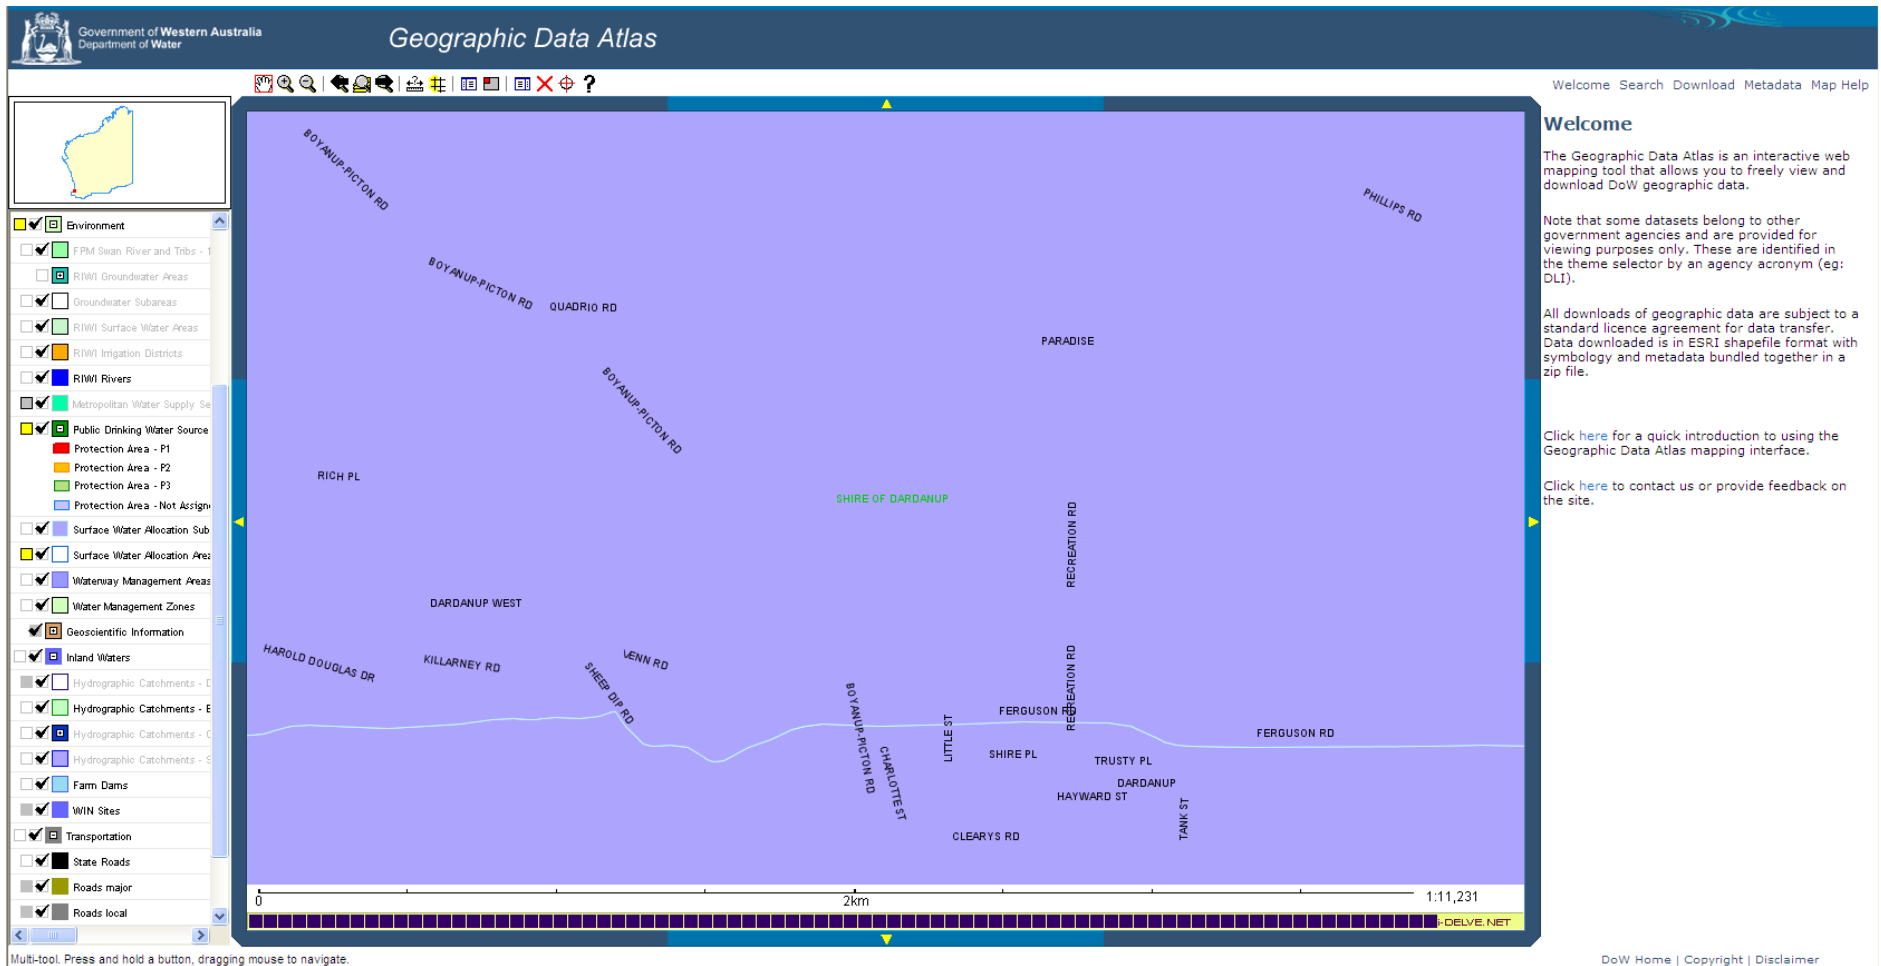 Government of Western Australia
Department of Water
Geographic Data Atlas
Welcome Search Download Metadata Map Help
Environment
FPM Swan River and Tribs - 1
RIWI Groundwater Areas
Groundwater Subareas
RIWI Surface Water Areas
RIWI Irrigation Districts
RIWI Rivers
Metropolitan Water Supply Se
Public Drinking Water Source
Protection Area - P1
Protection Area - P2
Protection Area - P3
Protection Area - Not Assign
Surface Water Allocation Sub
Surface Water Allocation Area
Waterway Management Areas
Water Management Zones
Geoscientific Information
Inland Waters
Hydrographic Catchments - D
Hydrographic Catchments - E
Hydrographic Catchments - C
Hydrographic Catchments - S
Farm Dams
WIN Sites
Transportation
State Roads
Roads major
Roads local
BOYANUP-PICTON RD
PHILLIPS RD
BOYANUP-PICTON RD
QUADRIO RD
PARADISE
BOYANUP-PICTON RD
RICH PL
SHIRE OF DARDANUP
RECREATION RD
DARDANUP WEST
HAROLD DOUGLAS DR
KILLARNEY RD
VENN RD
SHEEP DIP RD
RECREATION RD
BOYANUP-PICTON RD
CHARLOTTE ST
LITTLE ST
FERGUSON RD
FERGUSON RD
SHIRE PL
TRUSTY PL
DARDANUP
HAYWARD ST
TANK ST
CLEARYS RD
0
2km
1:11,231
i-DELVE.NET
Welcome
The Geographic Data Atlas is an interactive web
mapping tool that allows you to freely view and
download DoW geographic data.
Note that some datasets belong to other
government agencies and are provided for
viewing purposes only. These are identified in
the theme selector by an agency acronym (eg:
DLI).
All downloads of geographic data are subject to a
standard licence agreement for data transfer.
Data downloaded is in ESRI shapefile format with
symbology and metadata bundled together in a
zip file.
Click here for a quick introduction to using the
Geographic Data Atlas mapping interface.
Click here to contact us or provide feedback on
the site.
Multi-tool. Press and hold a button, dragging mouse to navigate.
DoW Home | Copyright | Disclaimer